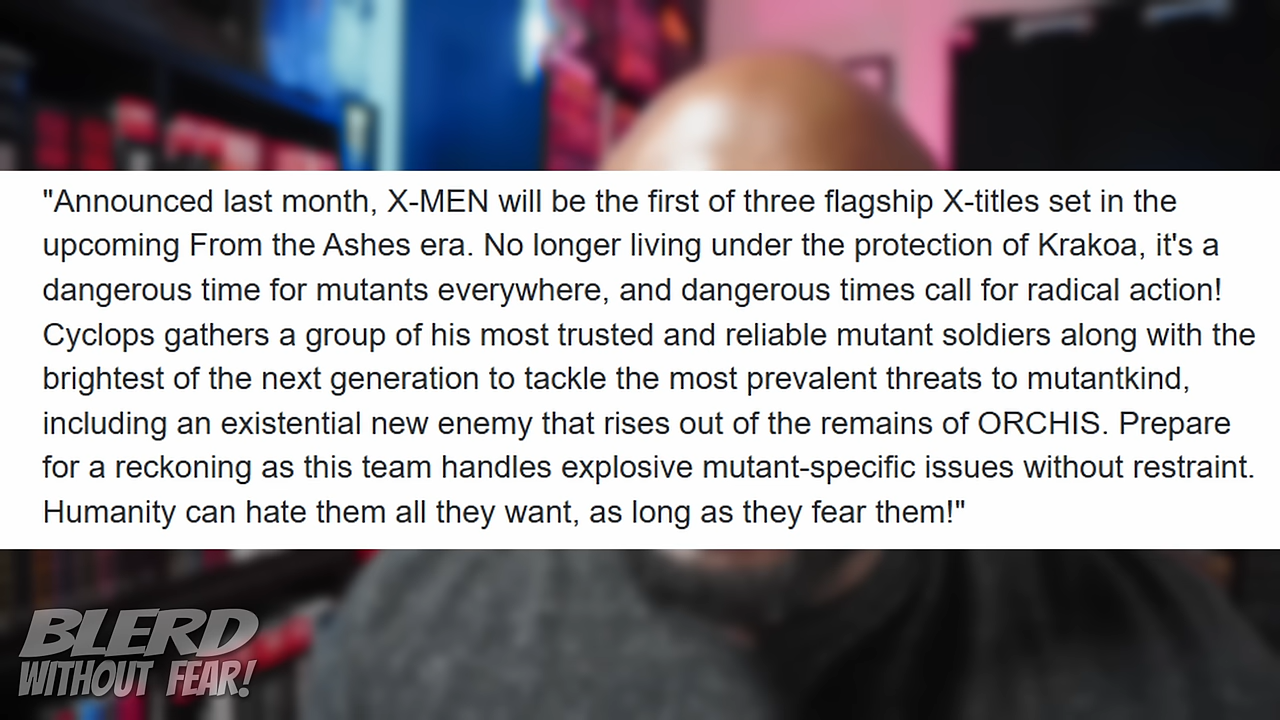 "Announced last month, X-MEN will be the first of three flagship X-titles set in the
upcoming From the Ashes era. No longer living under the protection of Krakoa, it's a
dangerous time for mutants everywhere, and dangerous times call for radical action!
Cyclops gathers a group of his most trusted and reliable mutant soldiers along with the
brightest of the next generation to tackle the most prevalent threats to mutantkind,
including an existential new enemy that rises out of the remains of ORCHIS. Prepare
for a reckoning as this team handles explosive mutant-specific issues without restraint.
Humanity can hate them all they want, as long as they fear them!"
BLERD
WITHOUT FEAR!